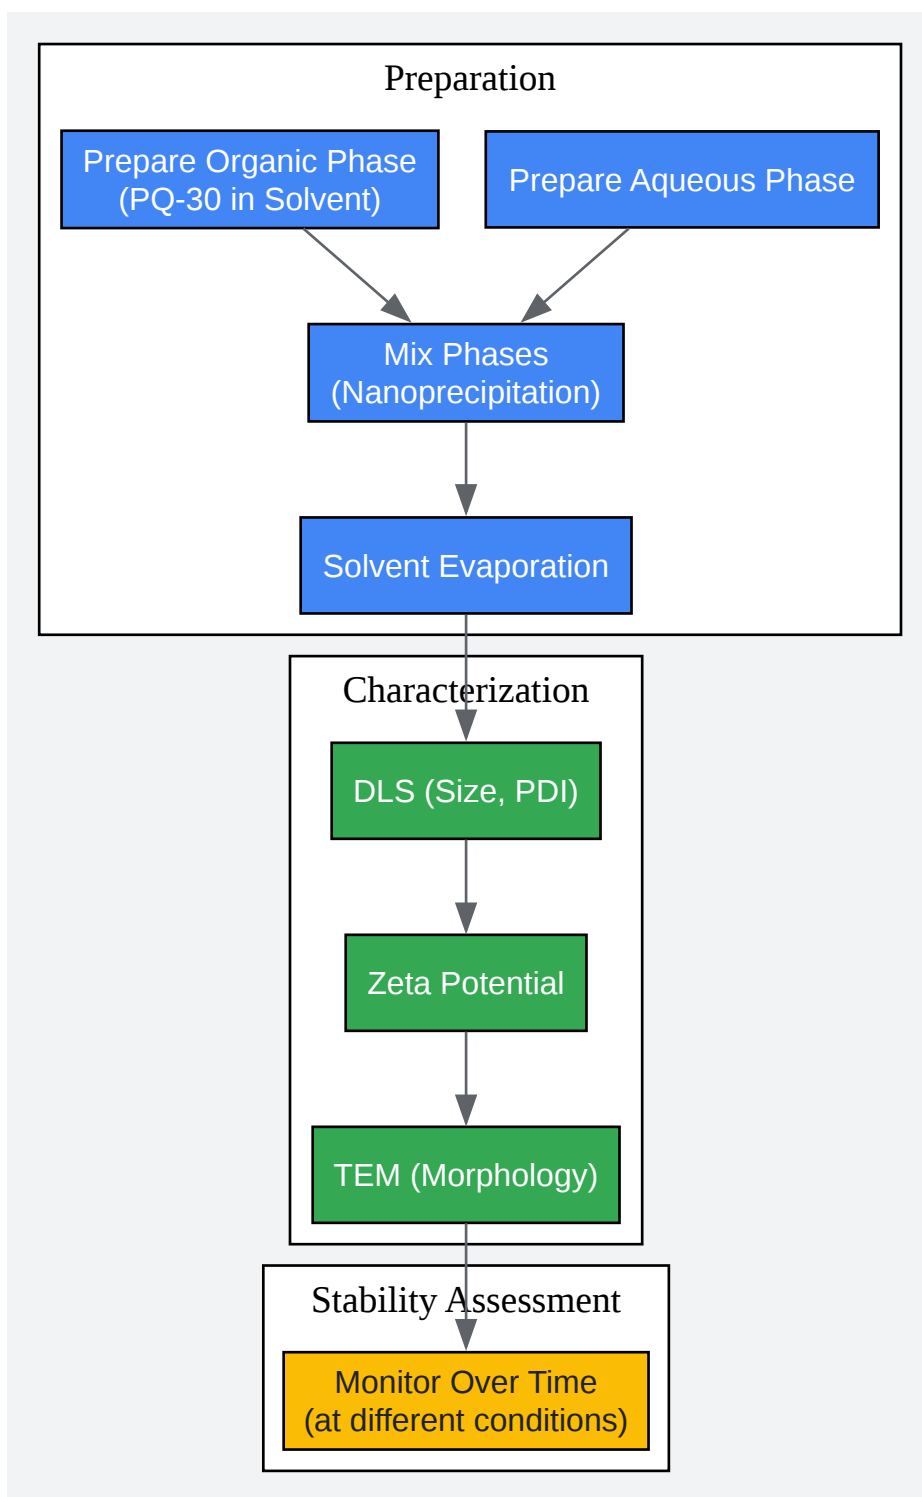 Preparation
Prepare Organic Phase
(PQ-30 in Solvent)
Prepare Aqueous Phase
Mix Phases
(Nanoprecipitation)
Solvent Evaporation
Characterization
DLS (Size, PDI)
Zeta Potential
TEM (Morphology)
Stability Assessment
Monitor Over Time
(at different conditions)